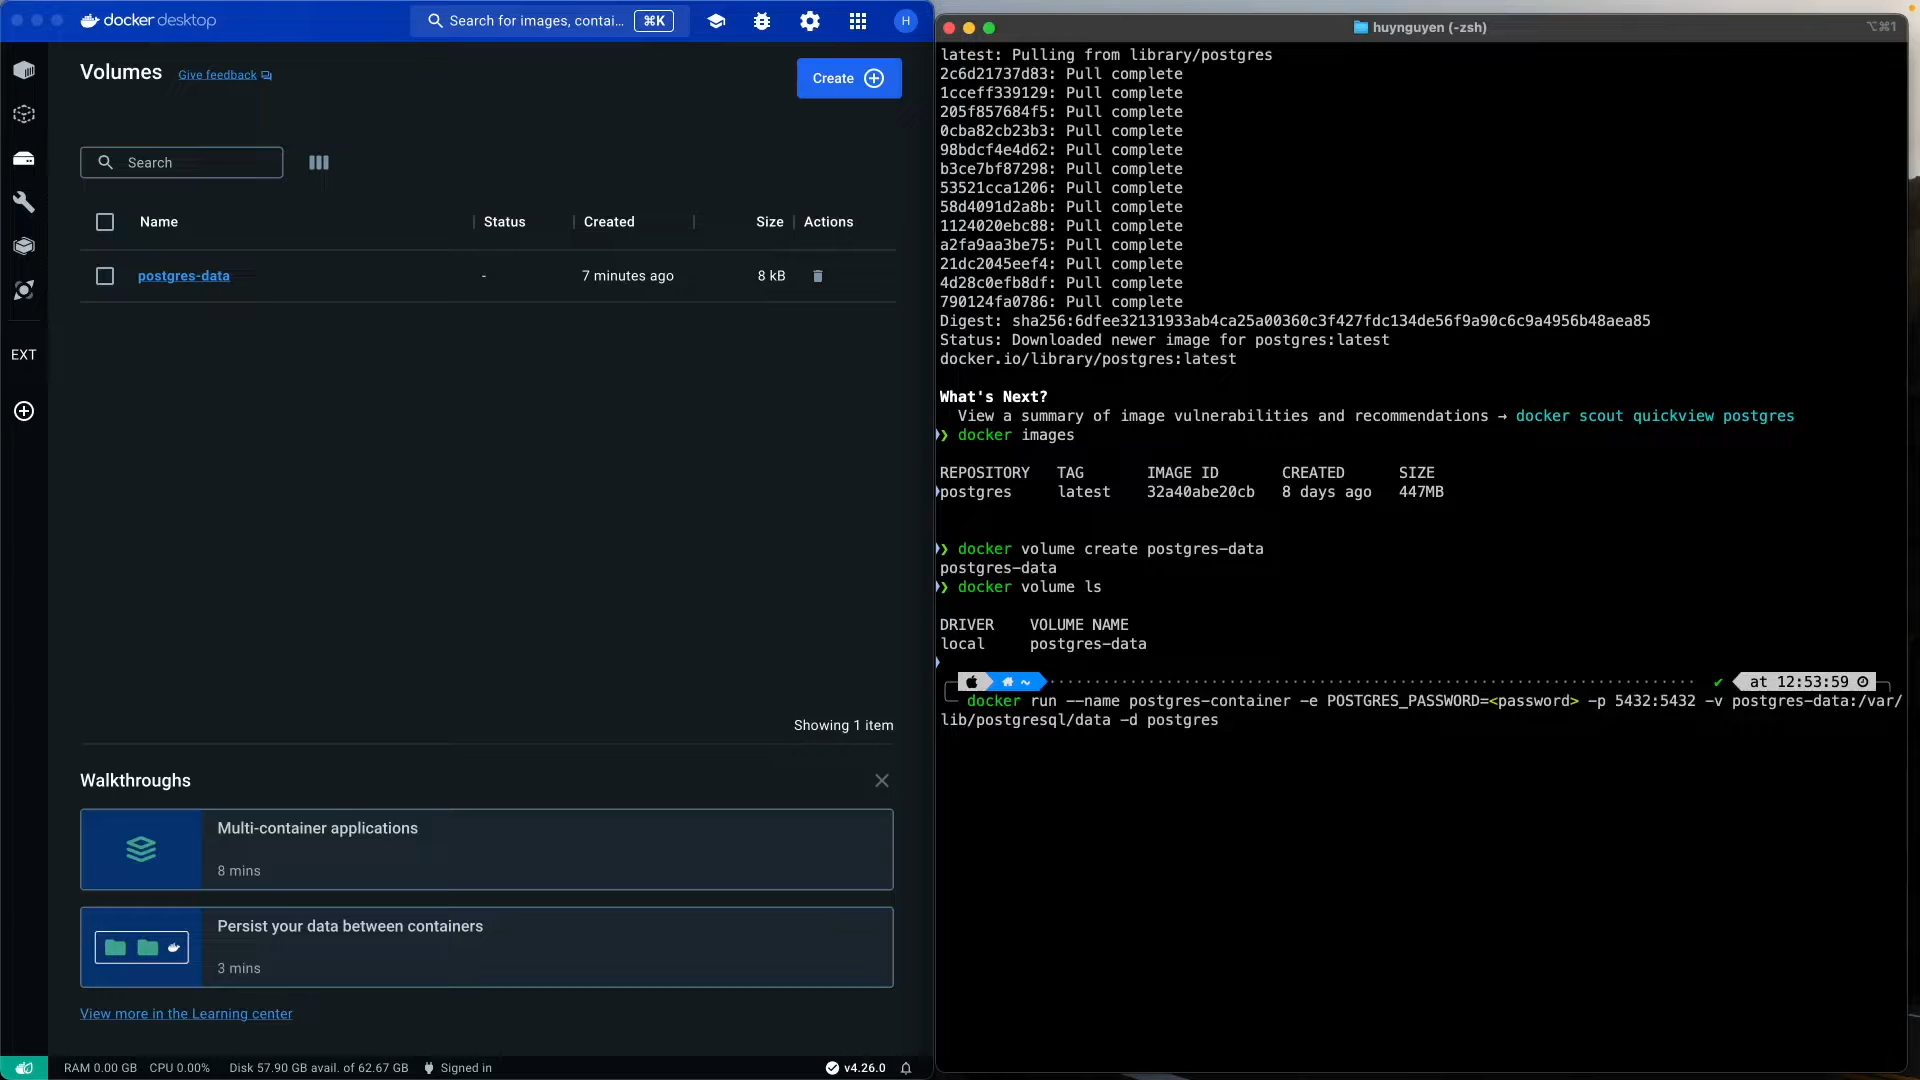 docker desktop
Search for images, contai...
⌘K
H
Volumes
Give feedback
Create
Search
Name
Status
Created
Size
Actions
postgres-data
-
7 minutes ago
8 kB
EXT
Showing 1 item
Walkthroughs
Multi-container applications
8 mins
Persist your data between containers
3 mins
View more in the Learning center
RAM 0.00 GB
CPU 0.00%
Disk 57.90 GB avail. of 62.67 GB
Signed in
v4.26.0
huynguyen (-zsh)
⌥⌘1
latest: Pulling from library/postgres
2c6d21737d83: Pull complete
1cceff339129: Pull complete
205f857684f5: Pull complete
0cba82cb23b3: Pull complete
98bdcf4e4d62: Pull complete
b3ce7bf87298: Pull complete
53521cca1206: Pull complete
58d4091d2a8b: Pull complete
1124020ebc88: Pull complete
a2fa9aa3be75: Pull complete
21dc2045eef4: Pull complete
4d28c0efb8df: Pull complete
790124fa0786: Pull complete
Digest: sha256:6dfee32131933ab4ca25a00360c3f427fdc134de56f9a90c6c9a4956b48aea85
Status: Downloaded newer image for postgres:latest
docker.io/library/postgres:latest
What's Next?
View a summary of image vulnerabilities and recommendations → docker scout quickview postgres
❯ docker images
REPOSITORY TAG IMAGE ID CREATED SIZE
postgres latest 32a40abe20cb 8 days ago 447MB
❯ docker volume create postgres-data
postgres-data
❯ docker volume ls
DRIVER VOLUME NAME
local postgres-data
~ ✔ at 12:53:59
docker run --name postgres-container -e POSTGRES_PASSWORD=<password> -p 5432:5432 -v postgres-data:/var/
lib/postgresql/data -d postgres